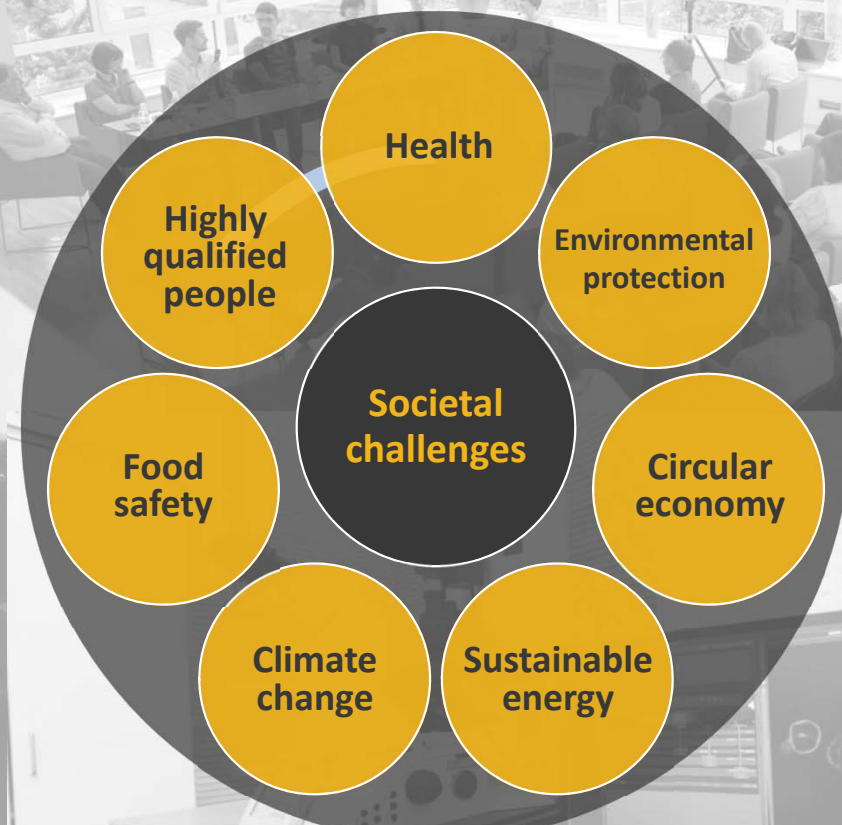 Health
Highly
qualified
people
Environmental
protection
Societal
challenges
Food
safety
Circular
economy
Climate
change
Sustainable
energy